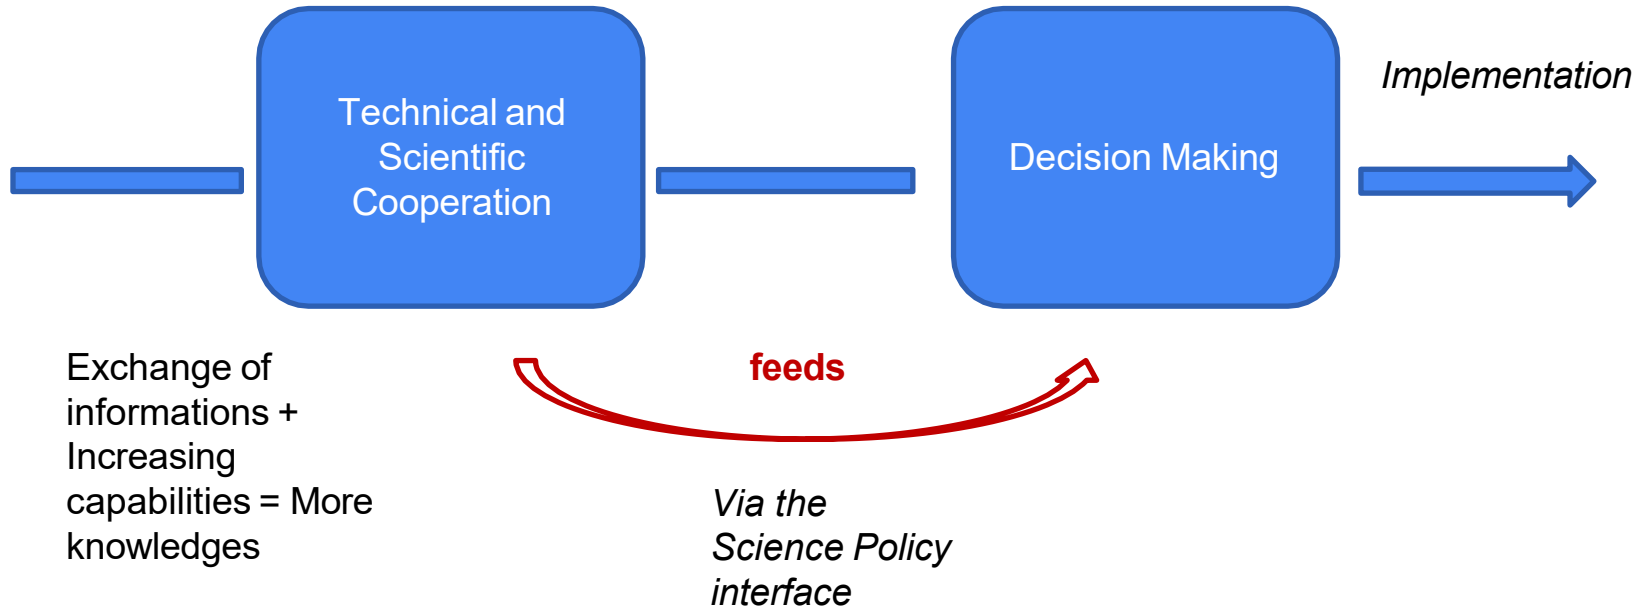 Technical and
Scientific
Cooperation
Decision Making
Implementation
Exchange of
informations +
Increasing
capabilities = More
knowledges
feeds
Via the
Science Policy
interface